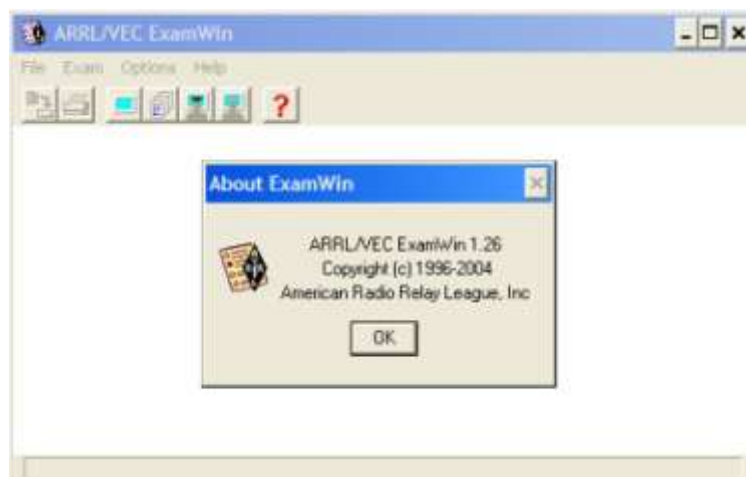 ARRL/VEC ExamWin
File Exam Options Help
?
About ExamWin
ARRL/VEC ExamWin 1.26
Copyright (c) 1996-2004
American Radio Relay League, Inc
OK